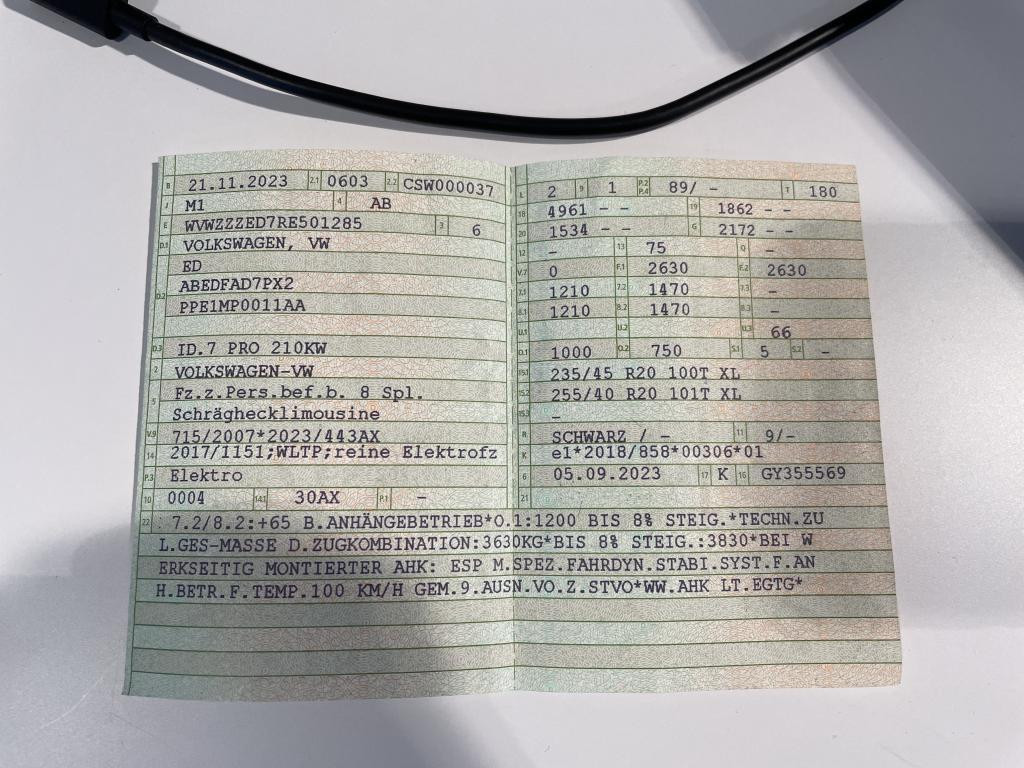 B 21.11.2023 2.1 0603 2.2 CSW000037
J M1 4 AB
E WVWZZZED7RE501285 3 6
D.1 VOLKSWAGEN, VW
ED
D.2 ABEDFAD7PX2
PPE1MP0011AA
D.3 ID.7 PRO 210KW
2 VOLKSWAGEN-VW
5 Fz.z.Pers.bef.b. 8 Spl.
Schräghecklimousine
V.9 715/2007*2023/443AX
14 2017/1151;WLTP;reine Elektrofz
P.3 Elektro
10 0004 14.1 30AX P.1 -
L 2 9 1 P.2 P.4 89/ - T 180
18 4961 - - 19 1862 - -
20 1534 - - G 2172 - -
12 - 13 75 Q -
V.7 0 F.1 2630 F.2 2630
7.1 1210 7.2 1470 7.3 -
8.1 1210 8.2 1470 8.3 -
U.1 U.2 U.3 66
O.1 1000 O.2 750 S.1 5 S.2 -
15.1 235/45 R20 100T XL
15.2 255/40 R20 101T XL
15.3 -
R SCHWARZ / - 11 9/-
K e1*2018/858*00306*01
6 05.09.2023 17 K 16 GY355569
21
22 7.2/8.2:+65 B.ANHÄNGEBETRIEB*O.1:1200 BIS 8% STEIG.*TECHN.ZU
L.GES-MASSE D.ZUGKOMBINATION:3630KG*BIS 8% STEIG.:3830*BEI W
ERKSEITIG MONTIERTER AHK: ESP M.SPEZ.FAHRDYN.STABI.SYST.F.AN
H.BETR.F.TEMP.100 KM/H GEM.9.AUSN.VO.Z.STVO*WW.AHK LT.EGTG*